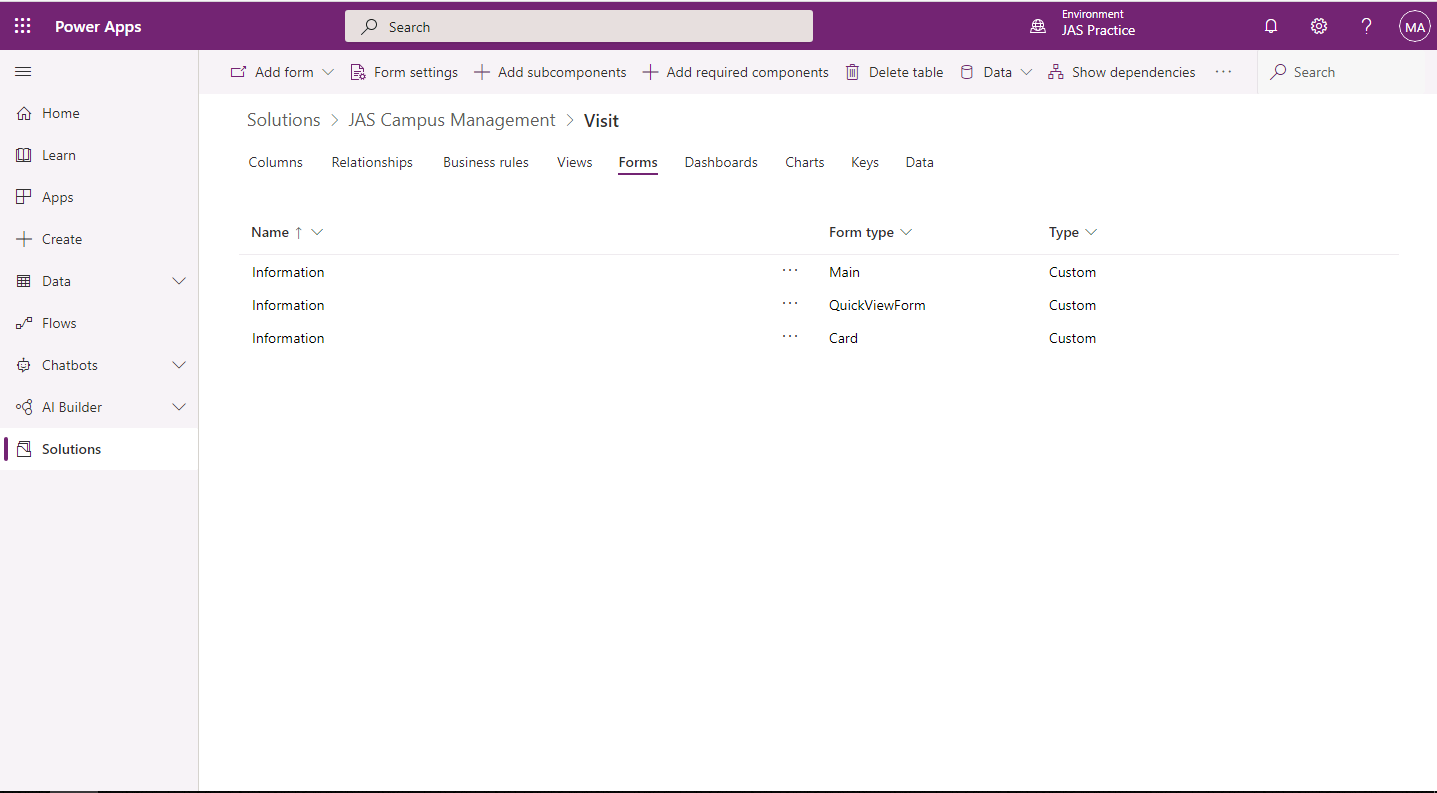 Power Apps
Search
Environment
JAS Practice
?
MA
Add form
Form settings
Add subcomponents
Add required components
Delete table
Data
Show dependencies
...
Search
Home
Learn
Apps
Create
Data
Flows
Chatbots
AI Builder
Solutions
Solutions > JAS Campus Management > Visit
Columns Relationships Business rules Views Forms Dashboards Charts Keys Data
Name ↑ Form type Type
Information ... Main Custom
Information ... QuickViewForm Custom
Information ... Card Custom